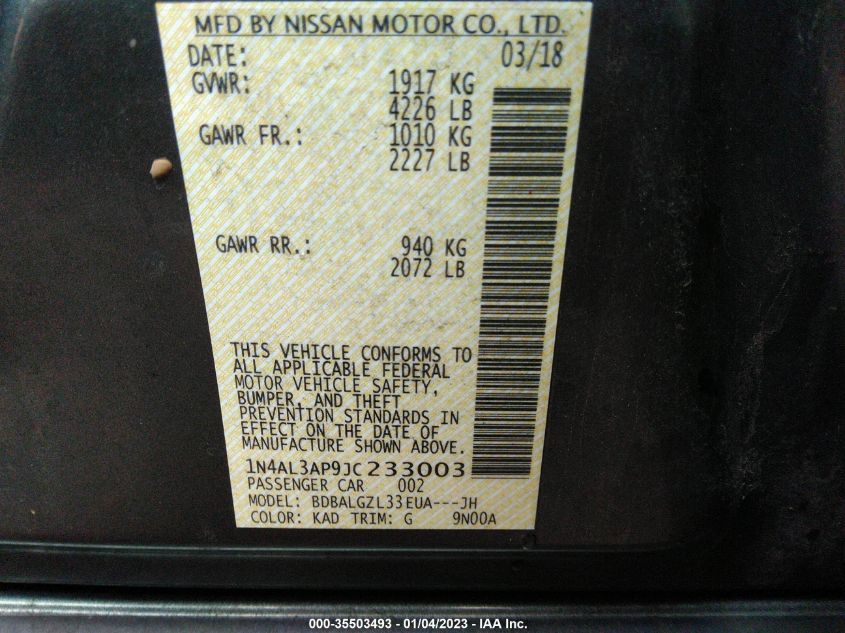 MFD BY NISSAN MOTOR CO., LTD.
DATE: 03/18
GVWR: 1917 KG
4226 LB
GAWR FR.: 1010 KG
2227 LB
GAWR RR.: 940 KG
2072 LB
THIS VEHICLE CONFORMS TO
ALL APPLICABLE FEDERAL
MOTOR VEHICLE SAFETY,
BUMPER, AND THEFT
PREVENTION STANDARDS IN
EFFECT ON THE DATE OF
MANUFACTURE SHOWN ABOVE.
1N4AL3AP9JC233003
PASSENGER CAR 002
MODEL: BDBALGZL33EUA---JH
COLOR: KAD TRIM: G 9N00A
000-35503493 - 01/04/2023 - IAA Inc.